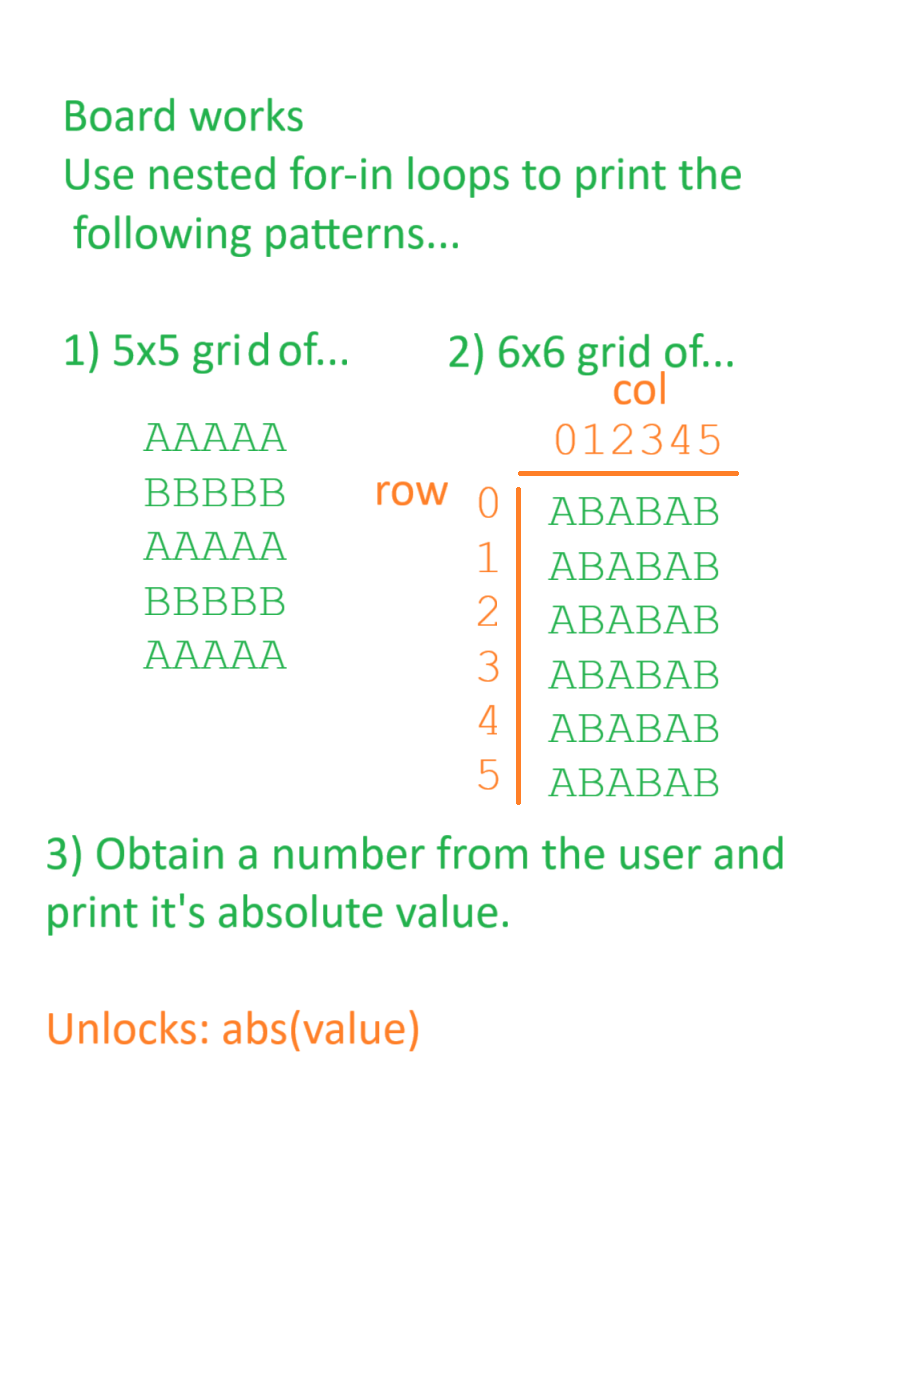 Board works
Use nested for-in loops to print the
following patterns...
1) 5x5 grid of...
AAAAA
BBBBB
AAAAA
BBBBB
AAAAA
2) 6x6 grid of...
col
012345
row
0 ABABAB
1 ABABAB
2 ABABAB
3 ABABAB
4 ABABAB
5 ABABAB
3) Obtain a number from the user and
print it's absolute value.
Unlocks: abs(value)